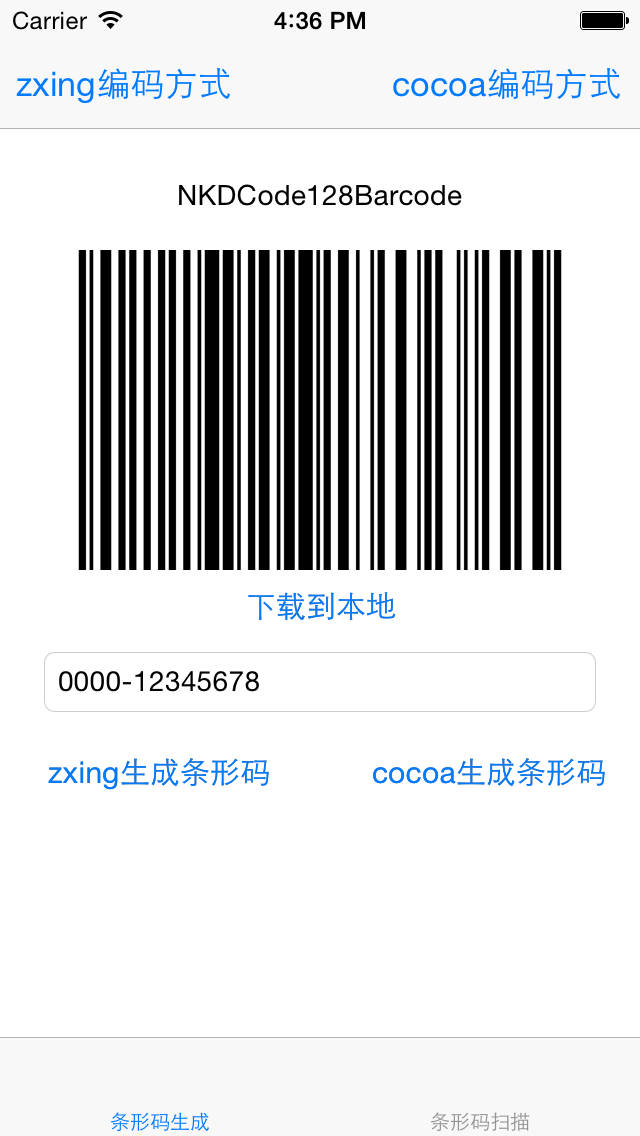 Carrier 4:36 PM
zxing编码方式 cocoa编码方式
NKDCode128Barcode
下载到本地
0000-12345678
zxing生成条形码 cocoa生成条形码
条形码生成 条形码扫描